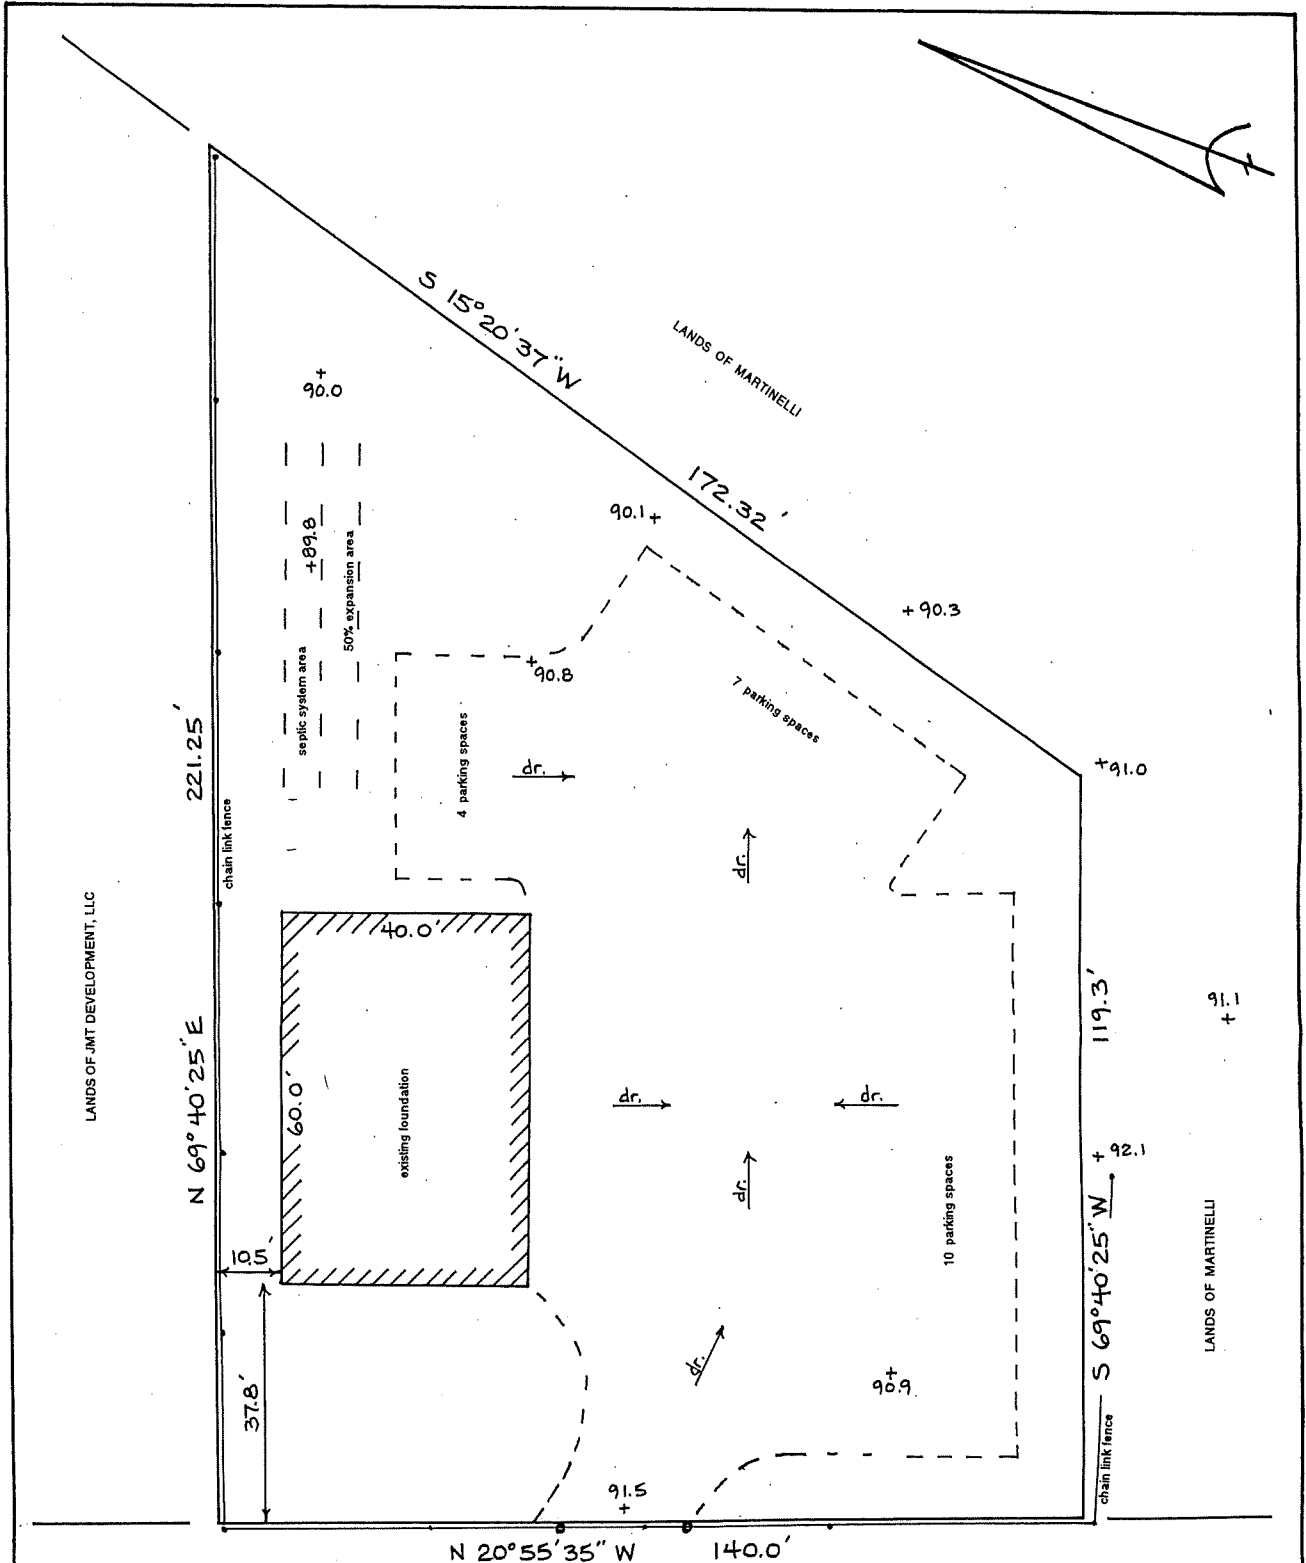 S 15°20'37"W
LANDS OF MARTINELLI
+
90.0
172.32'
90.1+
+89.8
50% expansion area
septic system area
+90.3
+90.8
7 parking spaces
4 parking spaces
221.25'
dr.
+91.0
chain link fence
dr.
LANDS OF JMT DEVELOPMENT, LLC
40.0'
119.3'
91.1
+
N 69°40'25"E
60.0'
existing foundation
dr.
dr.
+ 92.1
dr.
10 parking spaces
S 69°40'25"W
LANDS OF MARTINELLI
10.5'
37.8'
dr.
+
90.9
chain link fence
91.5
+
N 20°55'35" W 140.0'